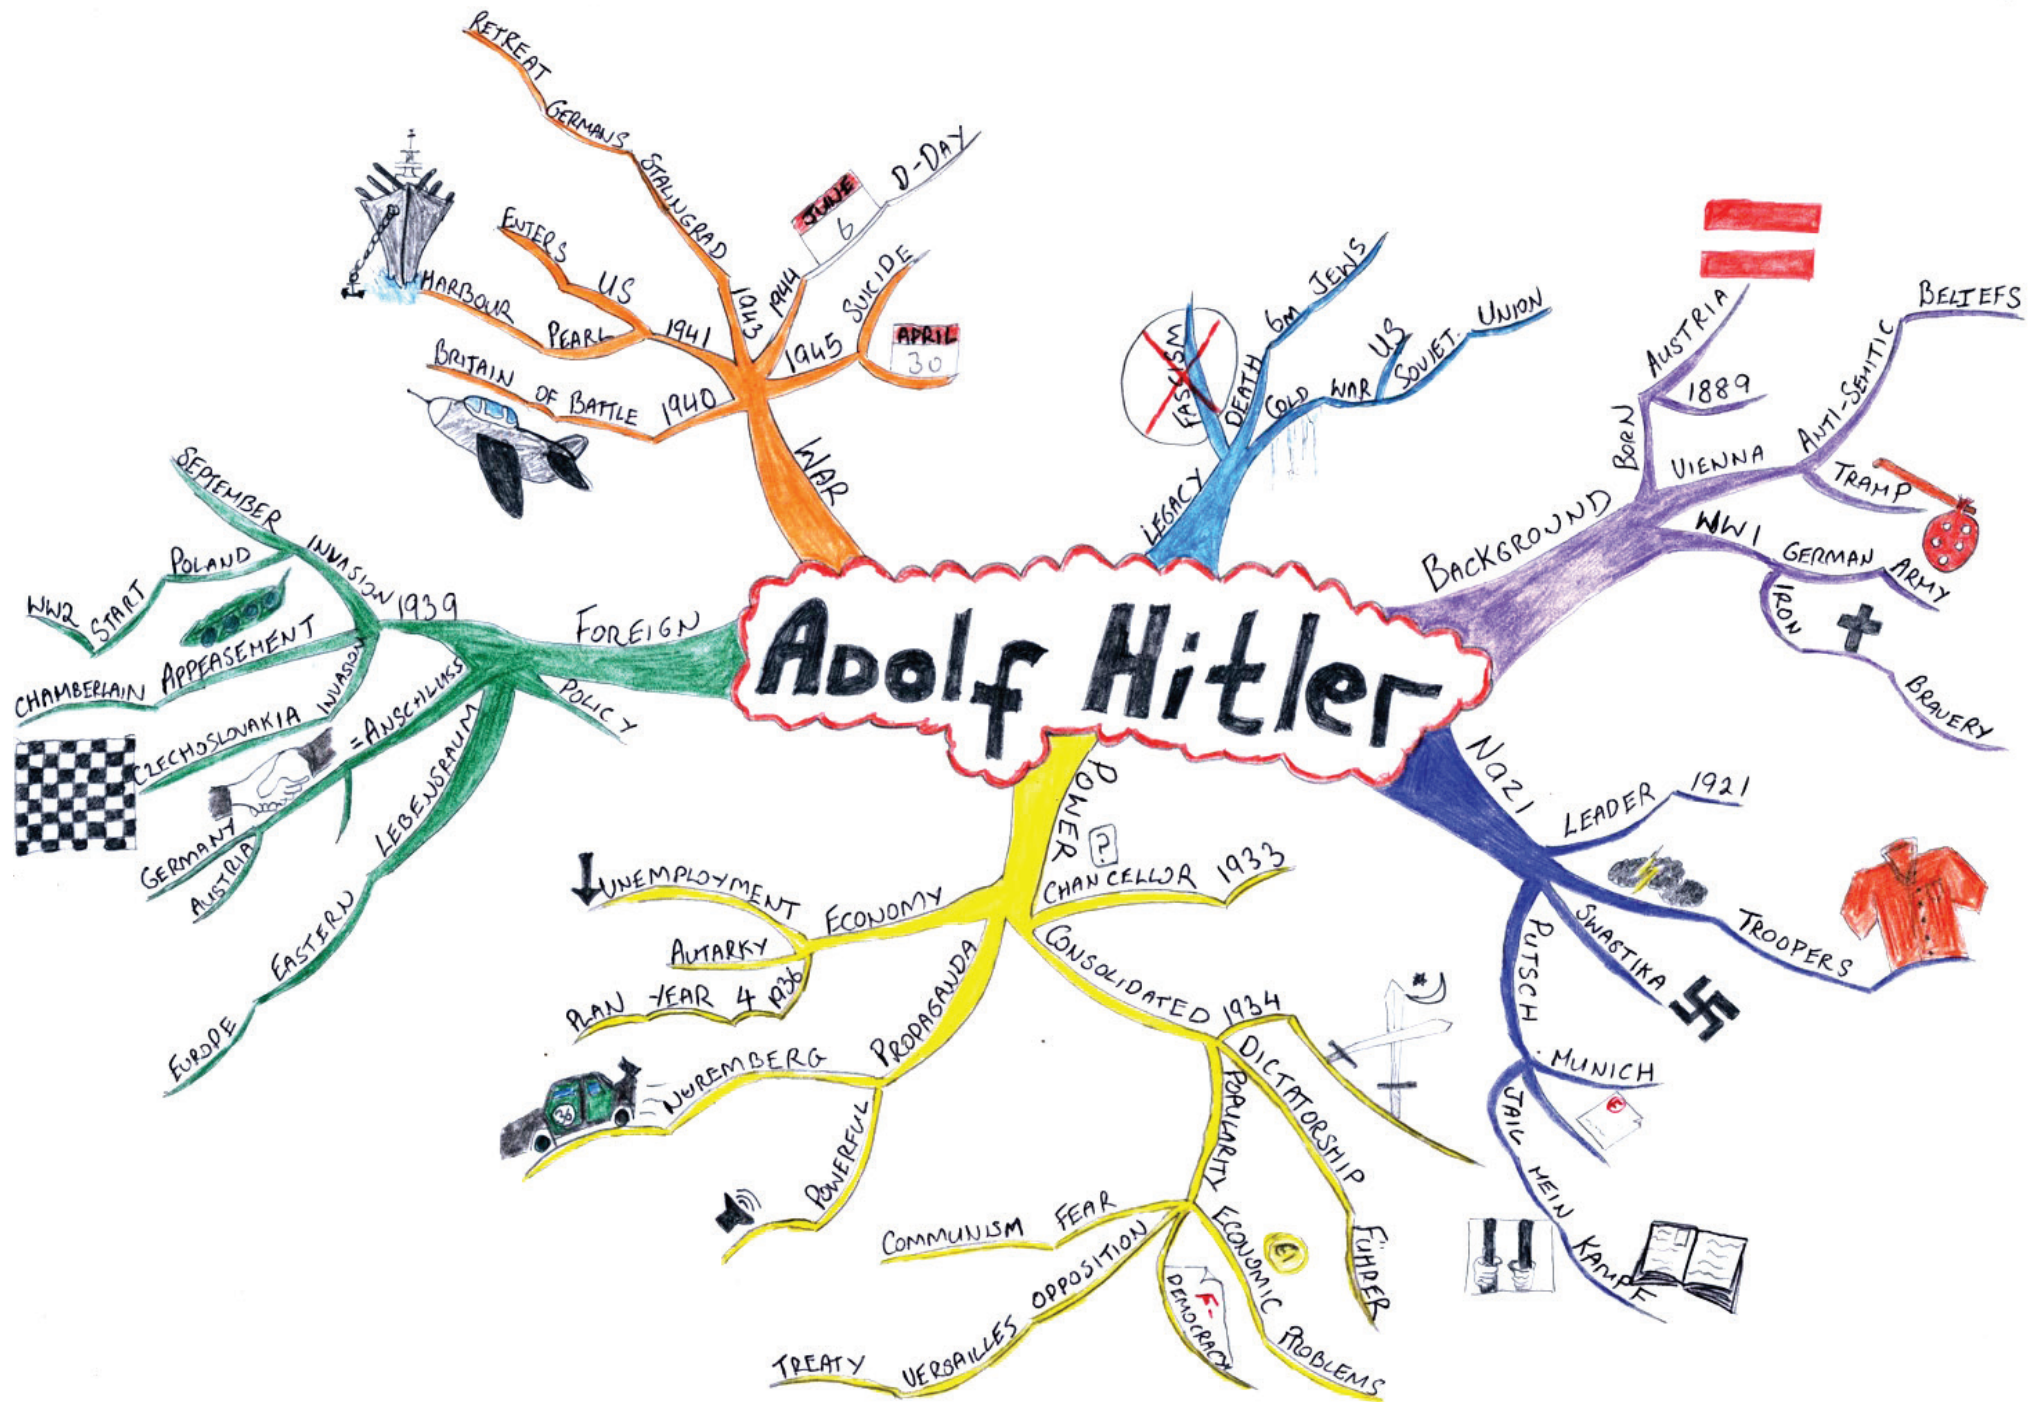 Adolf Hitler
BACKGROUND
BORN
AUSTRIA
1889
VIENNA
ANTI-SEMITIC
BELIEFS
TRAMP
WW1
GERMAN
ARMY
IRON
BRAVERY
NAZI
LEADER
1921
TROOPERS
SWASTIKA
PUTSCH
MUNICH
F
JAIL
MEIN
KAMPF
POWER
?
CHANCELLOR
1933
CONSOLIDATED
1934
DICTATORSHIP
FÜHRER
POPULARITY
ECONOMIC
PROBLEMS
F-
DEMOCRACY
OPPOSITION
VERSAILLES
TREATY
FEAR
COMMUNISM
PROPAGANDA
NUREMBERG
36
POWERFUL
ECONOMY
UNEMPLOYMENT
AUTARKY
1936
4
YEAR
PLAN
FOREIGN
POLICY
LEBENSRAUM
EASTERN
EUROPE
=ANSCHLUSS
GERMANY
AUSTRIA
1939
INVASION
SEPTEMBER
POLAND
START
WW2
APPEASEMENT
CHAMBERLAIN
INVASION
CZECHOSLOVAKIA
WAR
1940
BRITAIN OF BATTLE
1941
PEARL
HARBOUR
US
ENTERS
1943
STALINGRAD
GERMANS
RETREAT
1944
JUNE
6
D-DAY
1945
SUICIDE
APRIL
30
LEGACY
FASCISM
DEATH
6M
JEWS
COLD
WAR
US
SOVIET
UNION